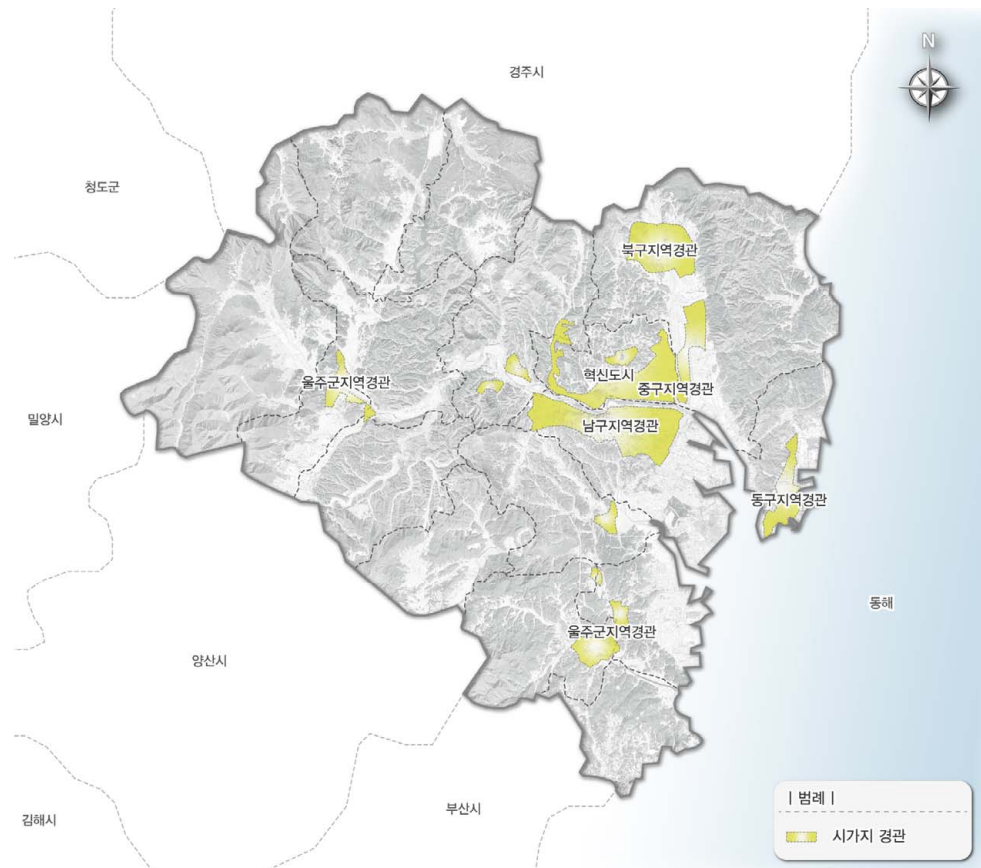 N
경주시
청도군
북구지역경관
혁신도시
울주군지역경관
중구지역경관
밀양시
남구지역경관
동구지역경관
동해
울주군지역경관
양산시
| 범례 |
부산시
김해시
시가지 경관